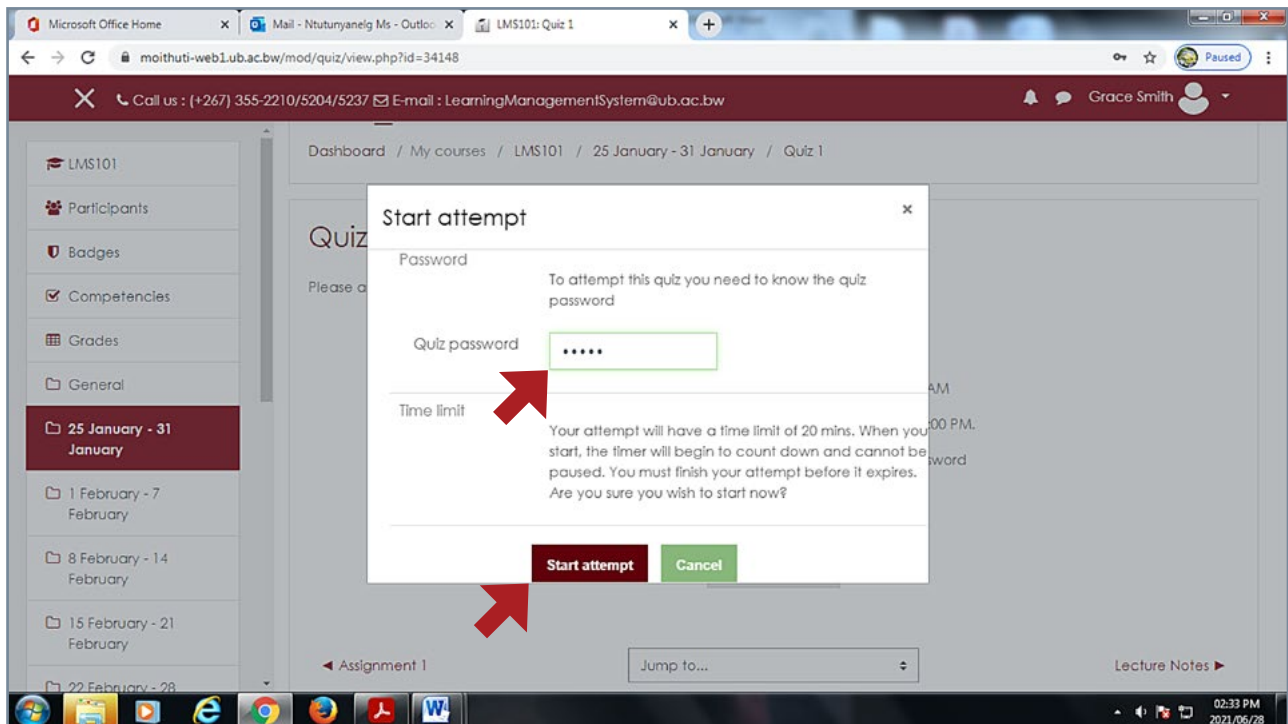 Microsoft Office Home
Mail - Ntutunyanelg Ms - Outloo
LMS101: Quiz 1
moithuti-web1.ub.ac.bw/mod/quiz/view.php?id=34148
Paused
Call us : (+267) 355-2210/5204/5237 E-mail : LearningManagementSystem@ub.ac.bw
Grace Smith
LMS101
Dashboard / My courses / LMS101 / 25 January - 31 January / Quiz 1
Participants
Badges
Competencies
Grades
General
25 January - 31
January
1 February - 7
February
8 February - 14
February
15 February - 21
February
22 February - 28
Quiz
Please a
AM
:00 PM.
sword
Start attempt
Password
To attempt this quiz you need to know the quiz
password
Quiz password
Time limit
Your attempt will have a time limit of 20 mins. When you
start, the timer will begin to count down and cannot be
paused. You must finish your attempt before it expires.
Are you sure you wish to start now?
Start attempt
Cancel
◄ Assignment 1
Jump to...
Lecture Notes ►
02:33 PM
2021/06/28